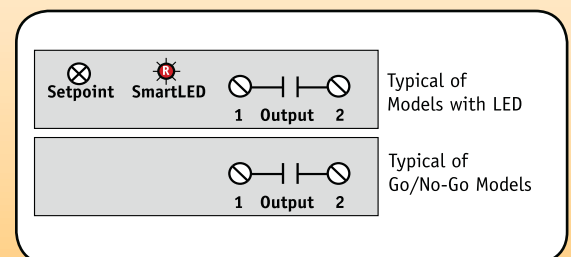 R
Setpoint SmartLED
1 Output 2
Typical of
Models with LED
1 Output 2
Typical of
Go/No-Go Models